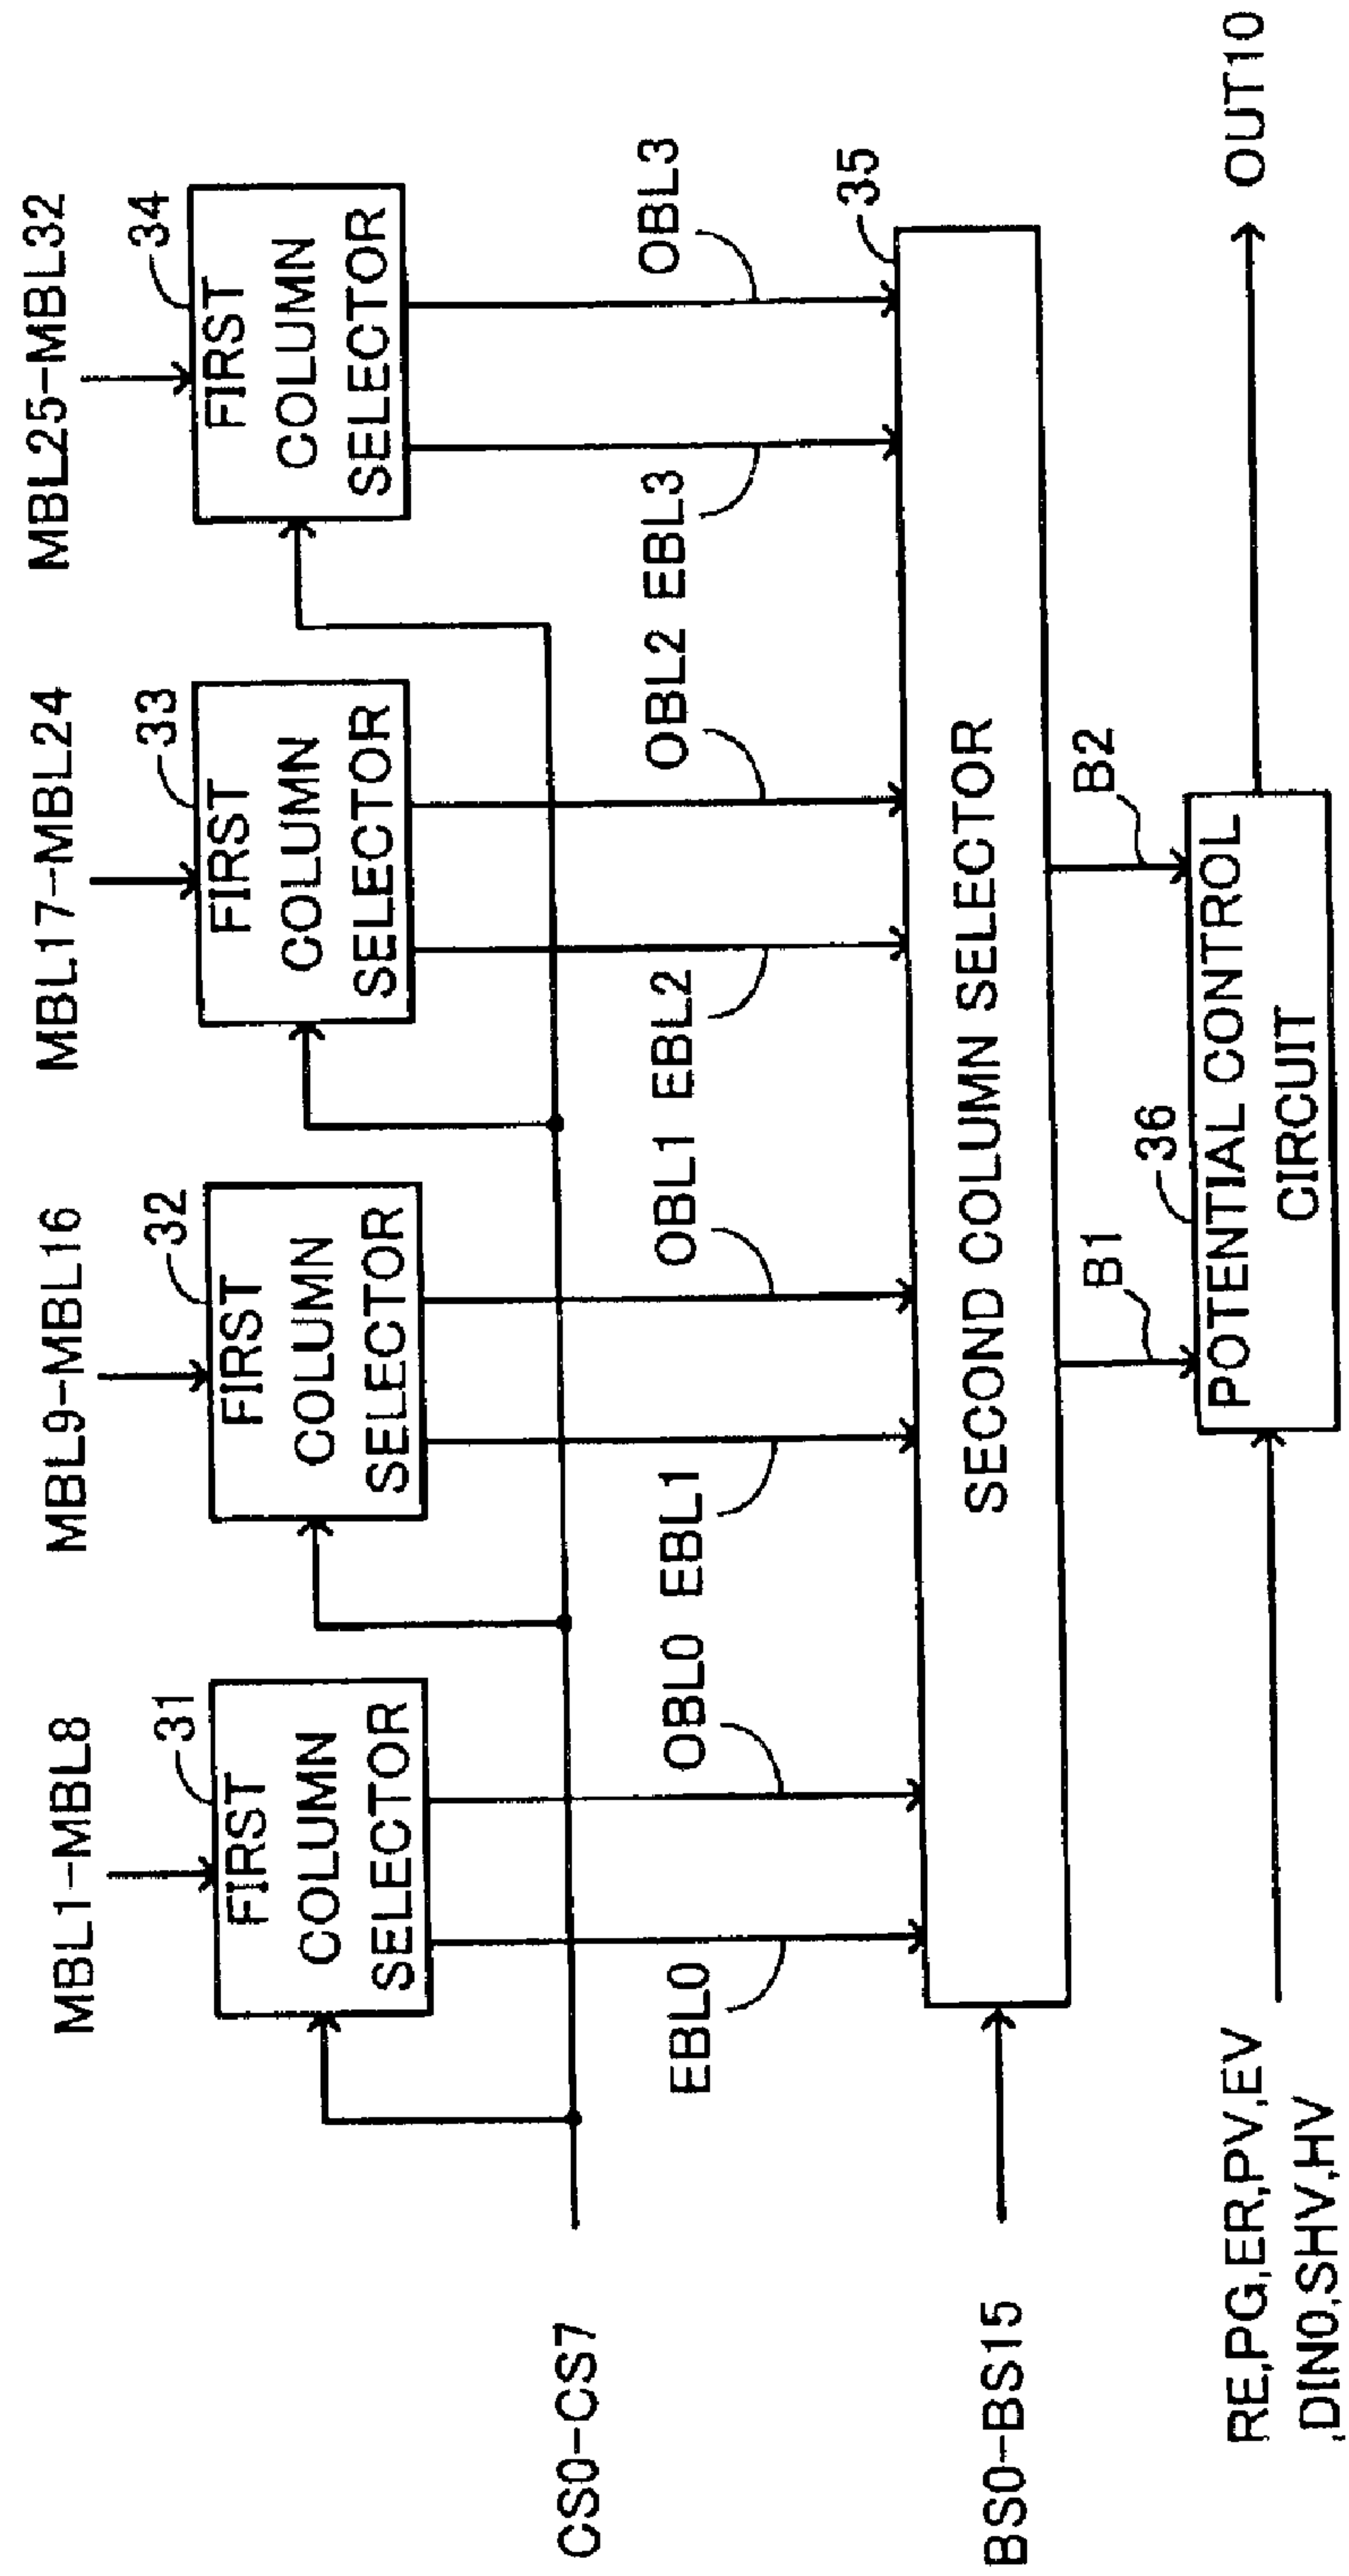 MBL1-MBL8
MBL9-MBL16
MBL17-MBL24
MBL25-MBL32
31
32
33
34
FIRST
COLUMN
SELECTOR
FIRST
COLUMN
SELECTOR
FIRST
COLUMN
SELECTOR
FIRST
COLUMN
SELECTOR
CS0-CS7
EBL0
OBL0
EBL1
OBL1
EBL2
OBL2
EBL3
OBL3
35
BS0-BS15
SECOND COLUMN SELECTOR
B1
B2
36
POTENTIAL CONTROL
CIRCUIT
RE,PG,ER,PV,EV
,DIN0,SHV,HV
OUT10